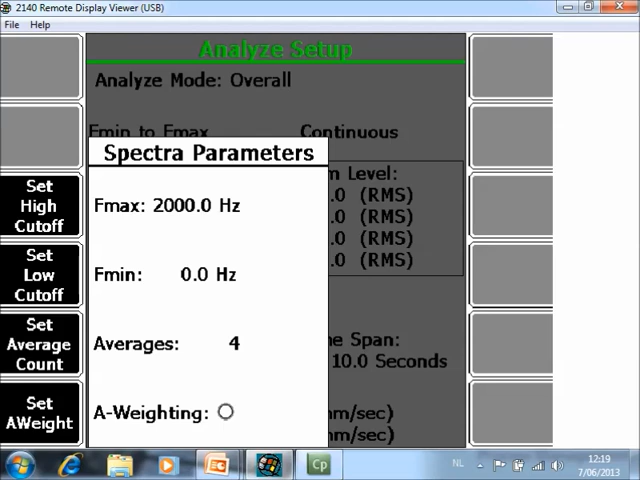 2140 Remote Display Viewer (USB)
File Help
Analyze Setup
Analyze Mode: Overall
Fmin to Fmax Continuous
Spectra Parameters
m Level:
.0 (RMS)
.0 (RMS)
.0 (RMS)
.0 (RMS)
Set High Cutoff
Fmax: 2000.0 Hz
Set Low Cutoff
Fmin: 0.0 Hz
Set Average Count
Averages: 4
ne Span:
10.0 Seconds
Set AWeight
A-Weighting:
m/sec)
m/sec)
Cp
NL
12:19
7/06/2013